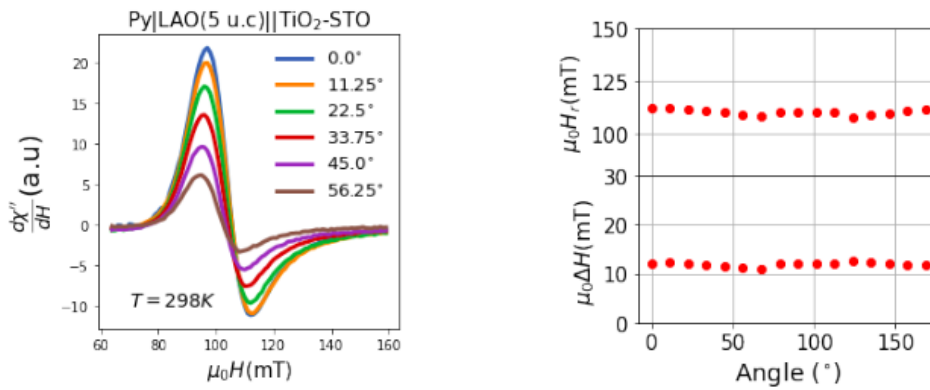 Py|LAO(5 u.c)||TiO₂-STO
20
15
10
5
0
−5
−10
dχ''/dH (a.u)
0.0°
11.25°
22.5°
33.75°
45.0°
56.25°
T = 298K
60 80 100 120 140 160
μ₀H(mT)
150
125
100
μ₀Hᵣ(mT)
30
20
10
0
μ₀ΔH(mT)
0 50 100 150
Angle (°)